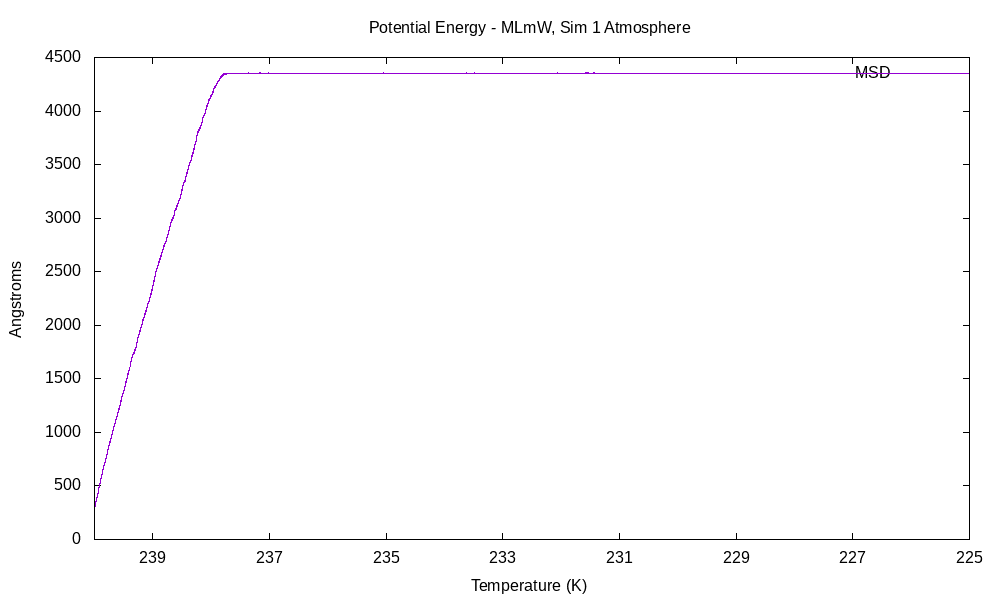 Potential Energy - MLmW, Sim 1 Atmosphere
4500
4000
3500
3000
2500
2000
1500
1000
500
0
Angstroms
MSD
239 237 235 233 231 229 227 225
Temperature (K)